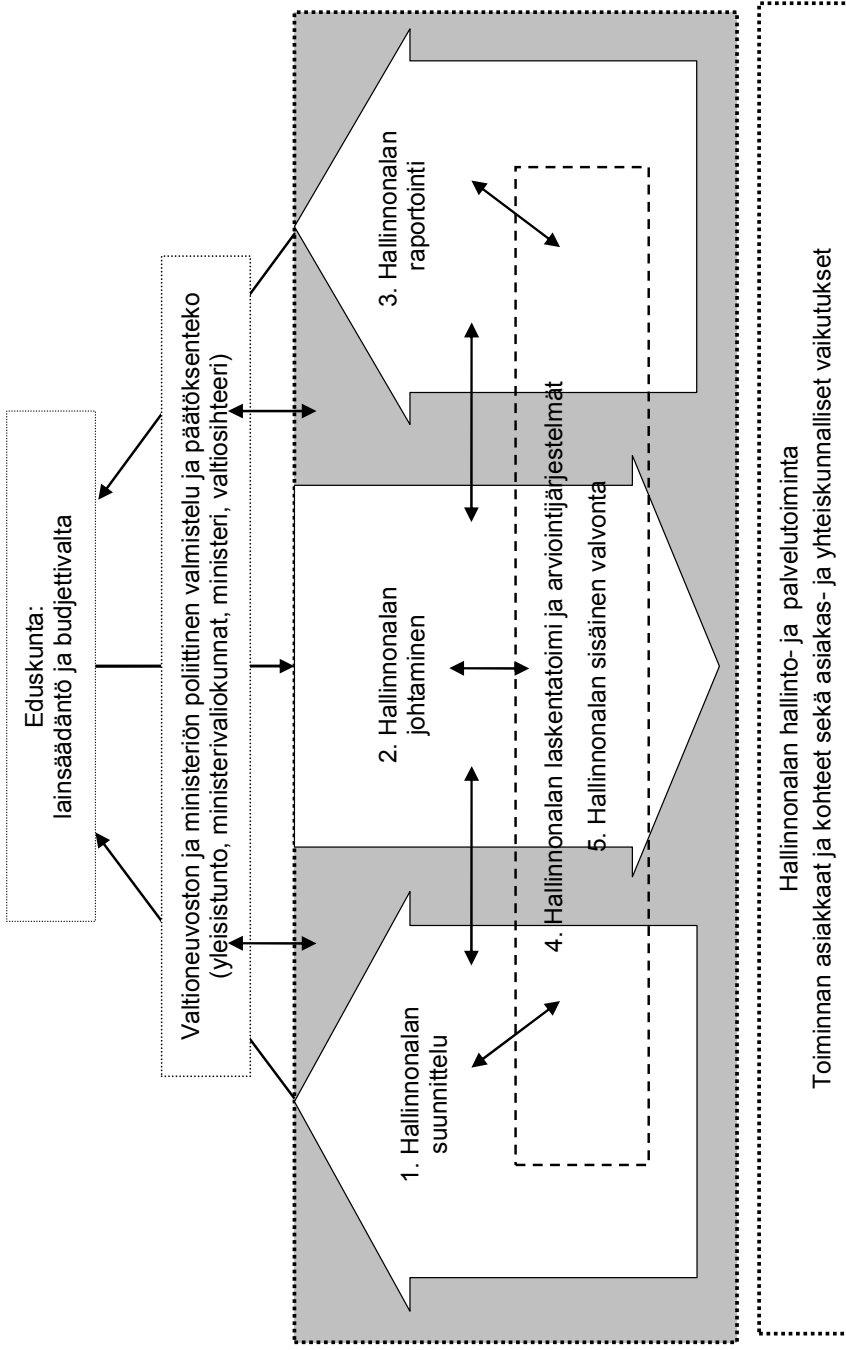 Eduskunta:
lainsäädäntö ja budjettivalta
Valtioneuvoston ja ministeriön poliittinen valmistelu ja päätöksenteko
(yleisistunto, ministerivaliokunnat, ministeri, valtiosihteeri)
1. Hallinnonalan
suunnittelu
2. Hallinnonalan
johtaminen
3. Hallinnonalan
raportointi
4. Hallinnonalan laskentatoimi ja arviointijärjestelmät
5. Hallinnonalan sisäinen valvonta
Hallinnonalan hallinto- ja palvelutoiminta
Toiminnan asiakkaat ja kohteet sekä asiakas- ja yhteiskunnalliset vaikutukset